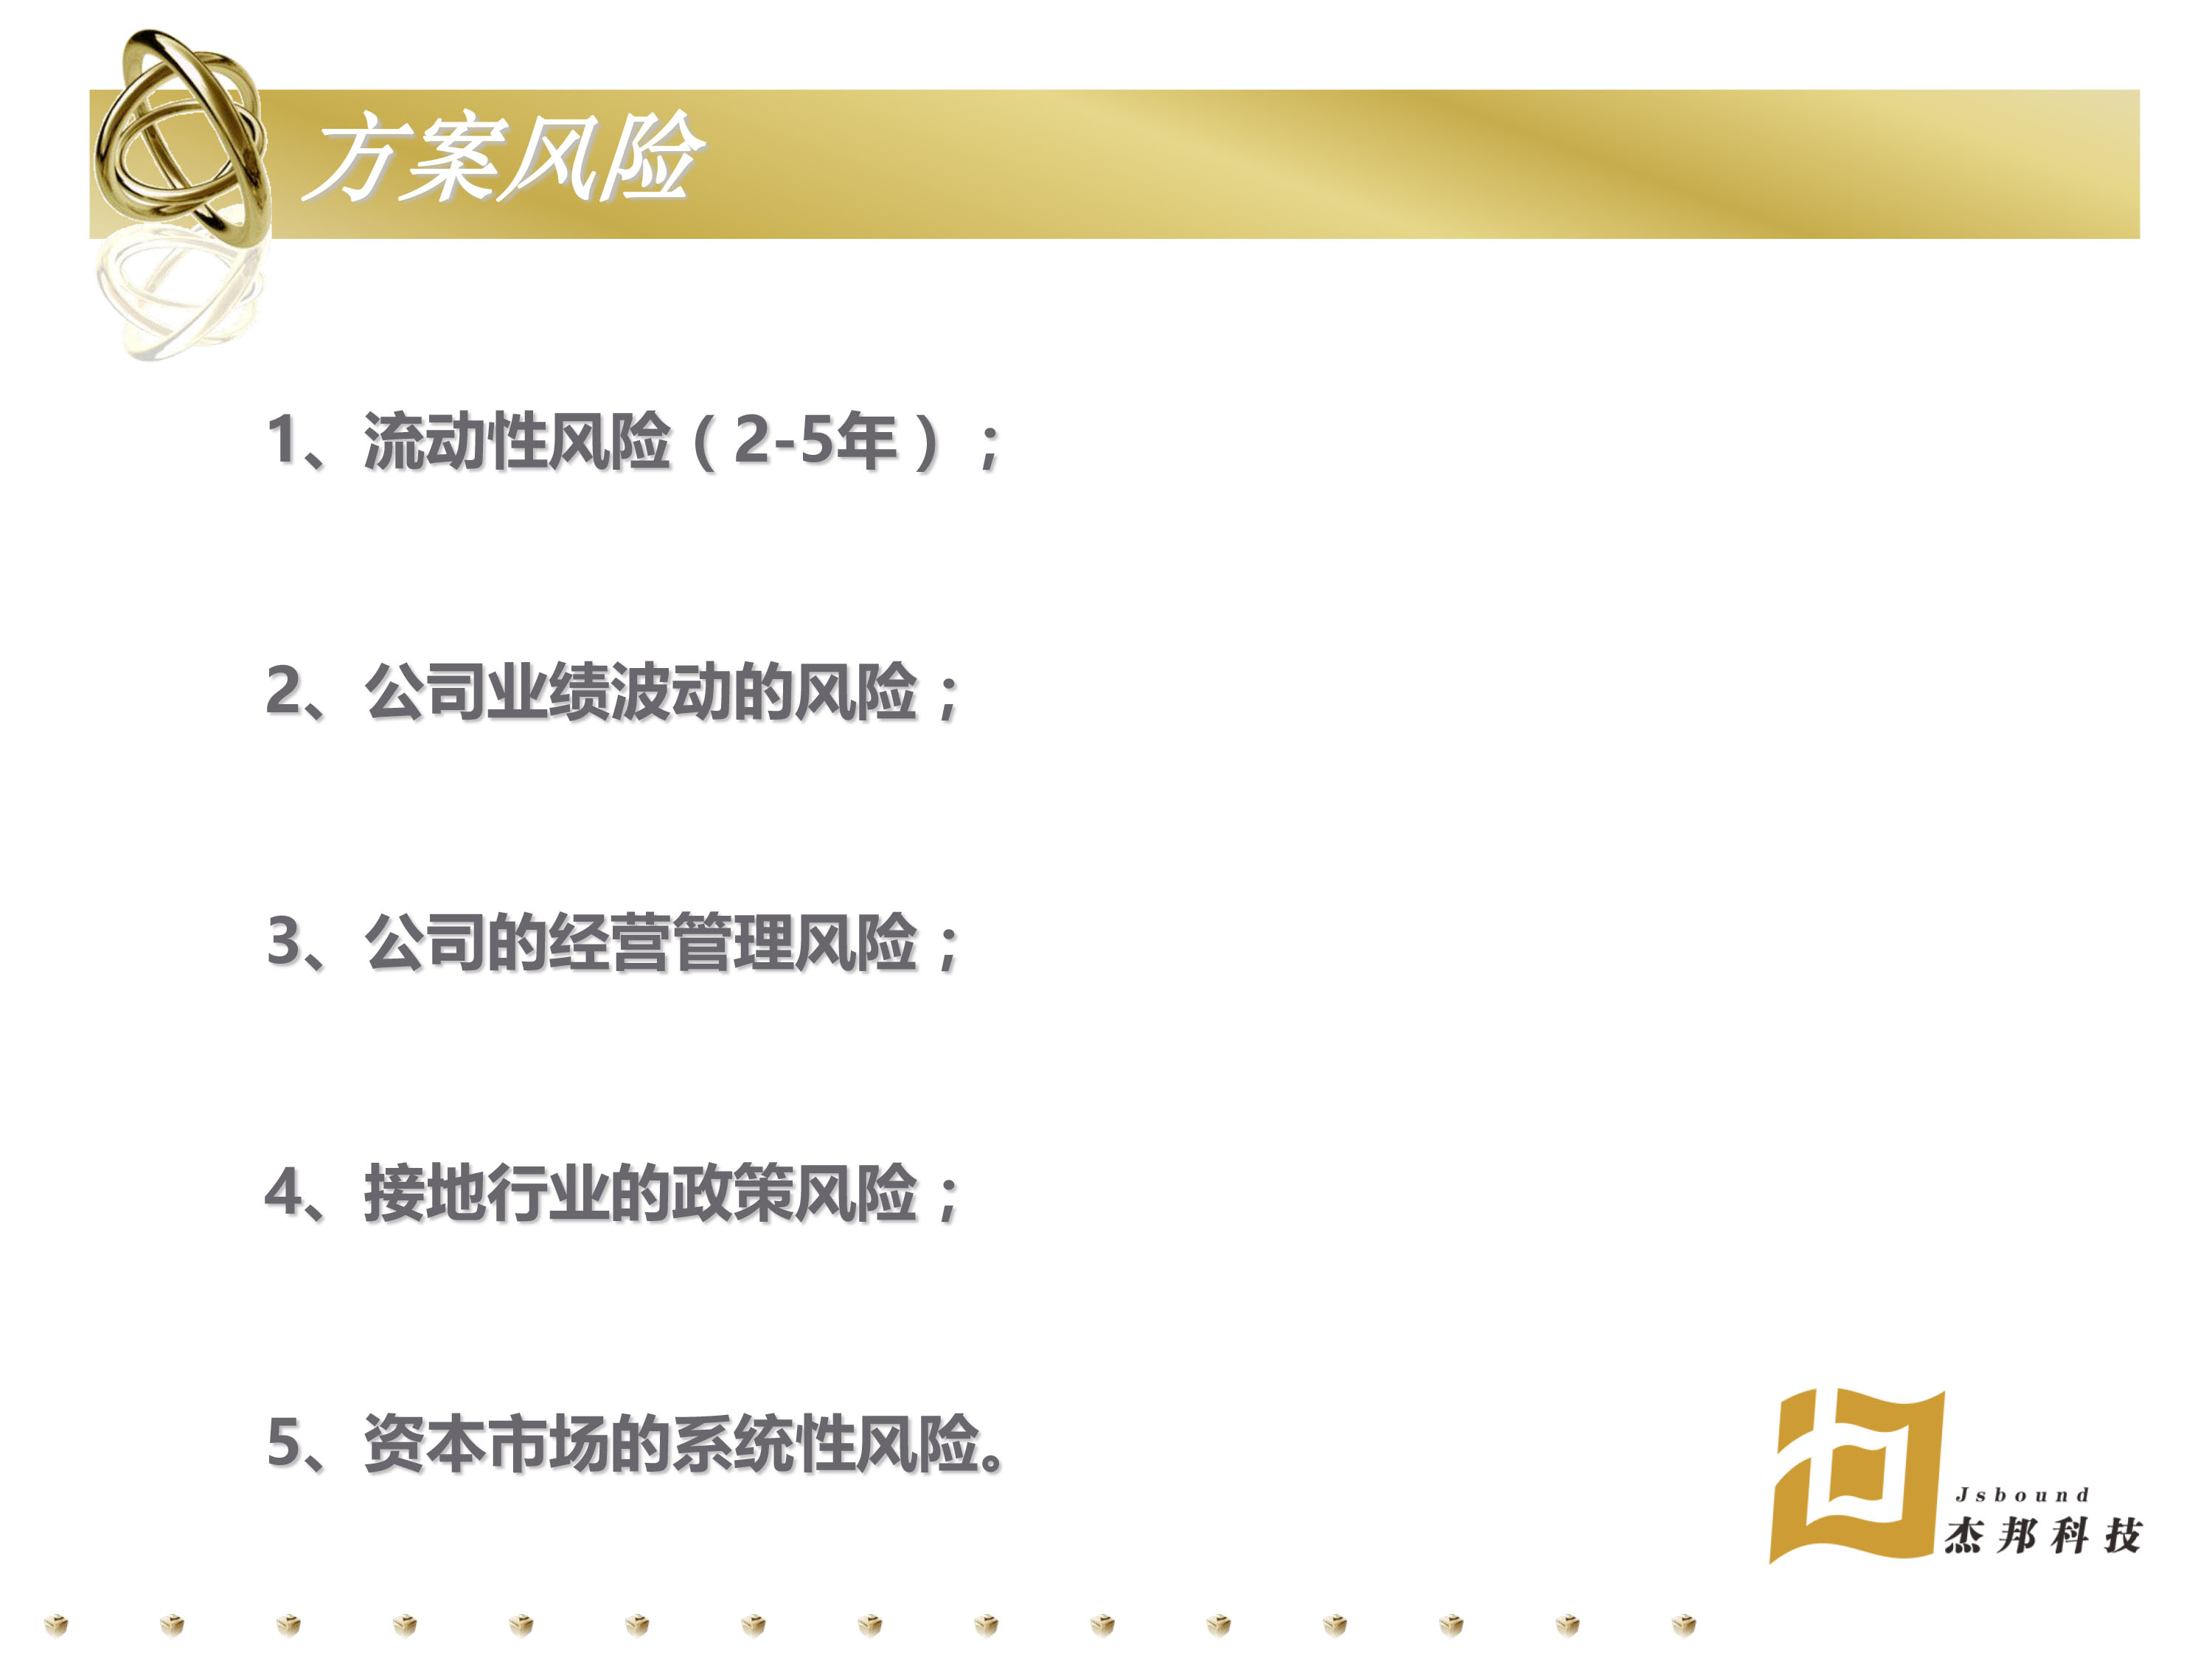 方案风险
1、流动性风险（2-5年）；
2、公司业绩波动的风险；
3、公司的经营管理风险；
4、接地行业的政策风险；
5、资本市场的系统性风险。
Jsbound
杰邦科技